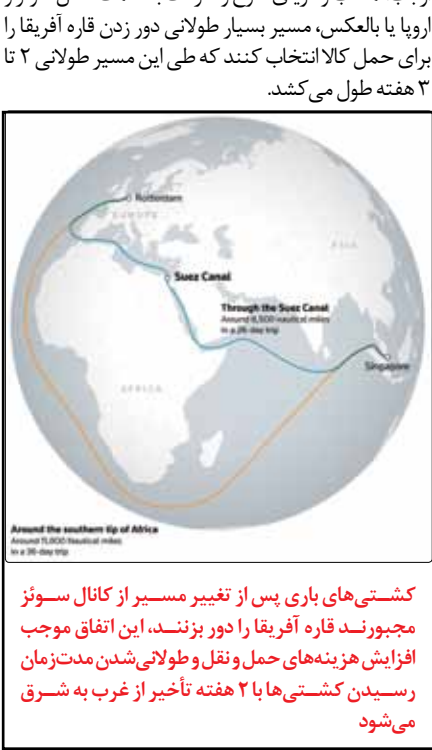 اروپا یا بالعکس، مسیر بسیار طولانی دور زدن قاره آفریقا را
برای حمل کالا انتخاب کنند که طی این مسیر طولانی ۲ تا
۳ هفته طول می‌کشد.
Rotterdam
EUROPE
ASIA
Suez Canal
Through the Suez Canal
Around 8,500 nautical miles
in a 26-day trip
Singapore
AFRICA
Around the southern tip of Africa
Around 11,800 Nautical miles
in a 36-day trip
کشتی‌های باری پس از تغییر مسیر از کانال سوئز
مجبورند قاره آفریقا را دور بزنند، این اتفاق موجب
افزایش هزینه‌های حمل و نقل و طولانی‌شدن مدت‌زمان
رسیدن کشتی‌ها با ۲ هفته تأخیر از غرب به شرق
می‌شود